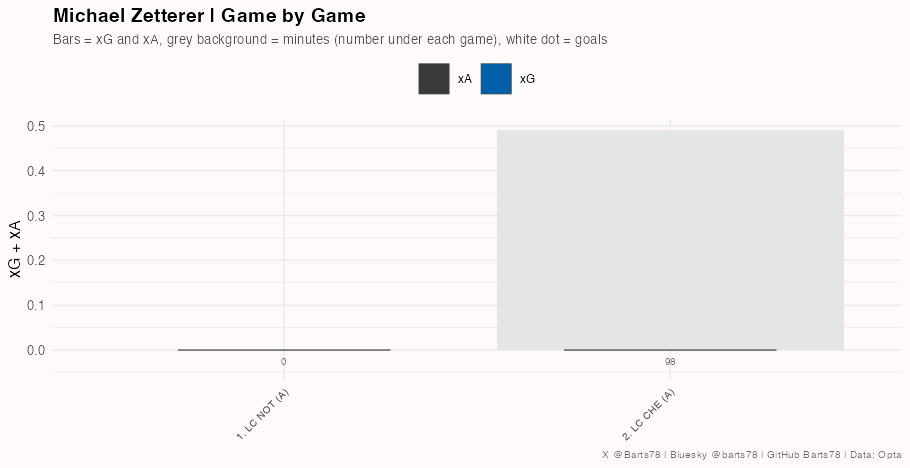 Michael Zetterer | Game by Game
Bars = xG and xA, grey background = minutes (number under each game), white dot = goals
xA xG
xG + xA
0.5
0.4
0.3
0.2
0.1
0.0
0 98
1. LC NOT (A) 2. LC CHE (A)
X @Barts78 | Bluesky @barts78 | GitHub Barts78 | Data: Opta